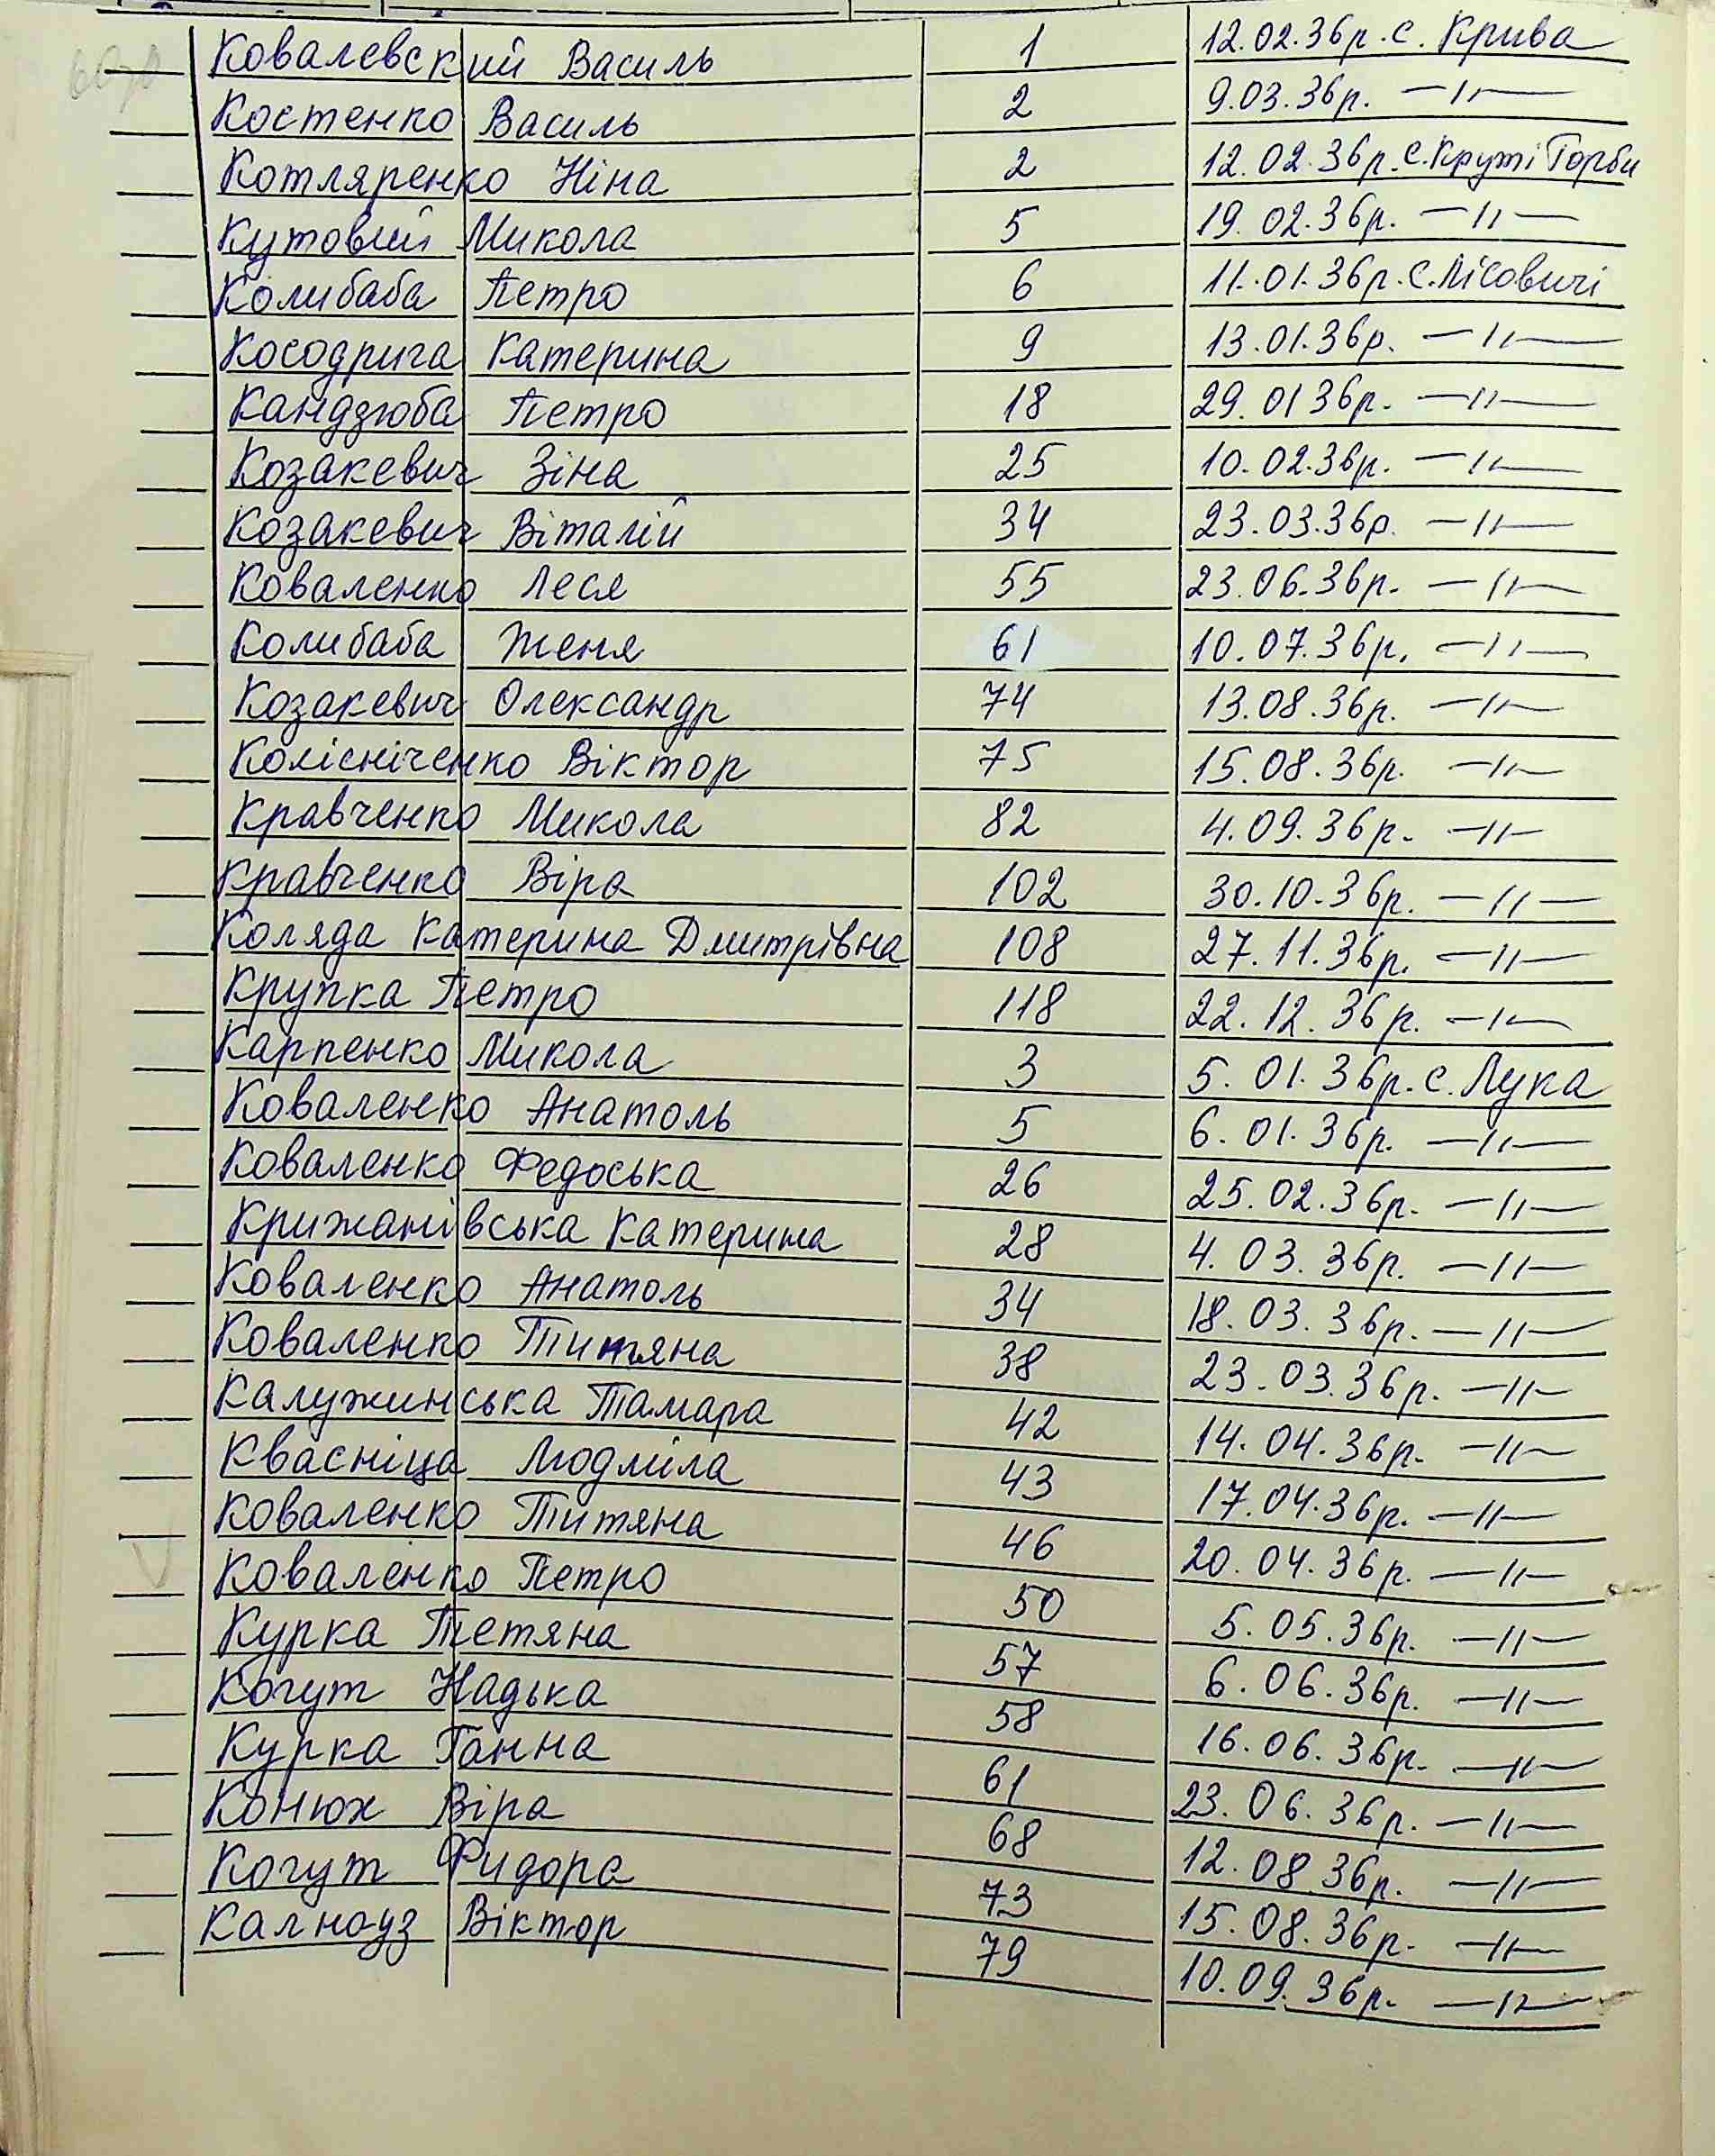 Ковалевский Василь 1 12.02.36р. с. Крива
Костенко Василь 2 9.03.36р. —//—
Котляренко Ніна 2 12.02.36р. с. Круті Горби
Кутовий Микола 5 19.02.36р. —//—
Колибаба Петро 6 11.01.36р. с. Лісовичі
Косодрига Катерина 9 13.01.36р. —//—
Кандзюба Петро 18 29.01 36р. —//—
Козакевич Зіна 25 10.02.36р. —//—
Козакевич Віталій 34 23.03.36р. —//—
Коваленко Леся 55 23.06.36р. —//—
Колибаба Женя 61 10.07.36р. —//—
Козакевич Олександр 74 13.08.36р. —//—
Колісніченко Віктор 75 15.08.36р. —//—
Кравченко Микола 82 4.09.36р. —//—
Кравченко Віра 102 30.10.36р. —//—
Коляда Катерина Дмитрівна 108 27.11.36р. —//—
Крупка Петро 118 22.12.36р. —//—
Карпенко Микола 3 5.01.36р. с. Лука
Коваленко Анатоль 5 6.01.36р. —//—
Коваленко Федоська 26 25.02.36р. —//—
Крижанівська Катерина 28 4.03.36р. —//—
Коваленко Анатоль 34 18.03.36р. —//—
Коваленко Титяна 38 23.03.36р. —//—
Калужинська Тамара 42 14.04.36р. —//—
Квасніца Людміла 43 17.04.36р. —//—
Коваленко Титяна 46 20.04.36р. —//—
Коваленко Петро 50 5.05.36р. —//—
Курка Тетяна 57 6.06.36р. —//—
Когут Надька 58 16.06.36р. —//—
Курка Ганна 61 23.06.36р. —//—
Конюх Віра 68 12.08.36р. —//—
Когут Фидора 73 15.08.36р. —//—
Калноуз Віктор 79 10.09.36р. —//—